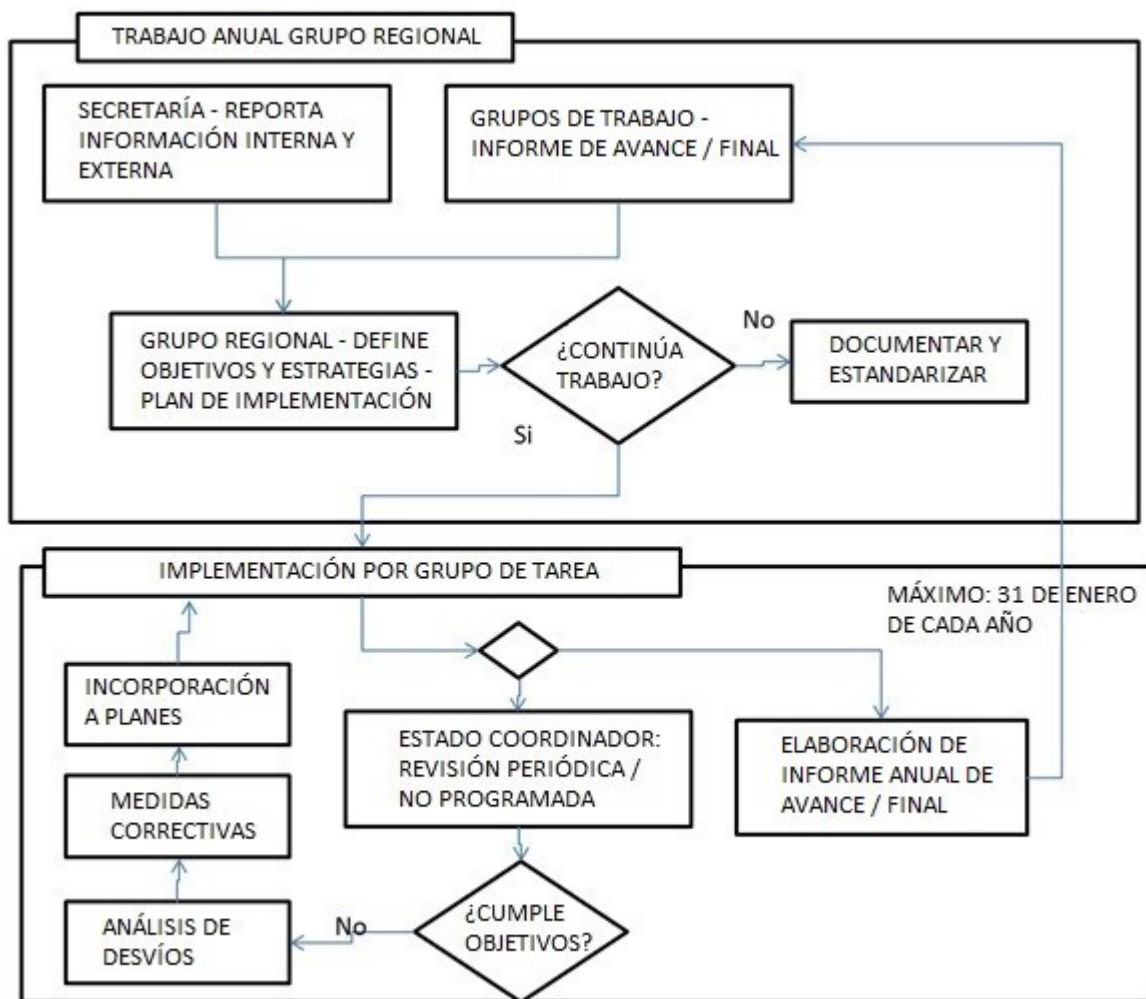 TRABAJO ANUAL GRUPO REGIONAL
SECRETARÍA - REPORTA
INFORMACIÓN INTERNA Y
EXTERNA
GRUPOS DE TRABAJO -
INFORME DE AVANCE / FINAL
GRUPO REGIONAL - DEFINE
OBJETIVOS Y ESTRATEGIAS -
PLAN DE IMPLEMENTACIÓN
¿CONTINÚA
TRABAJO?
No
DOCUMENTAR Y
ESTANDARIZAR
Si
IMPLEMENTACIÓN POR GRUPO DE TAREA
MÁXIMO: 31 DE ENERO
DE CADA AÑO
INCORPORACIÓN
A PLANES
ESTADO COORDINADOR:
REVISIÓN PERIÓDICA /
NO PROGRAMADA
ELABORACIÓN DE
INFORME ANUAL DE
AVANCE / FINAL
MEDIDAS
CORRECTIVAS
ANÁLISIS DE
DESVÍOS
No
¿CUMPLE
OBJETIVOS?